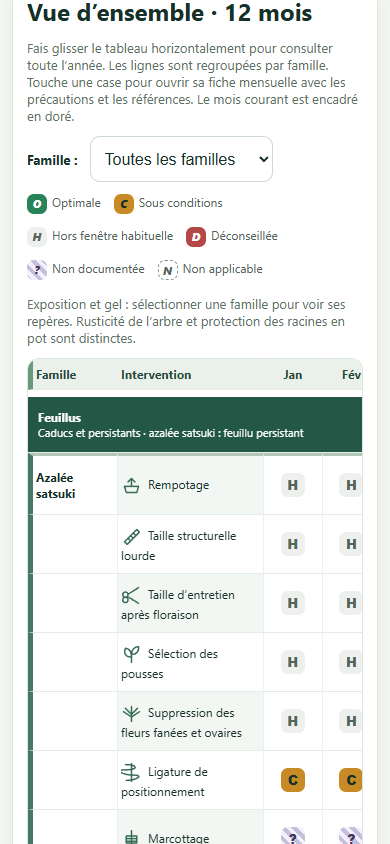 Vue d’ensemble · 12 mois
Fais glisser le tableau horizontalement pour consulter
toute l’année. Les lignes sont regroupées par famille.
Touche une case pour ouvrir sa fiche mensuelle avec les
précautions et les références. Le mois courant est encadré
en doré.
Famille : Toutes les familles
O Optimale C Sous conditions
H Hors fenêtre habituelle D Déconseillée
? Non documentée N Non applicable
Exposition et gel : sélectionner une famille pour voir ses
repères. Rusticité de l’arbre et protection des racines en
pot sont distinctes.
Famille Intervention Jan Fév
Feuillus
Caducs et persistants · azalée satsuki : feuillu persistant
Azalée
satsuki
Rempotage H H
Taille structurelle
lourde H H
Taille d’entretien
après floraison H H
Sélection des
pousses H H
Suppression des
fleurs fanées et ovaires H H
Ligature de
positionnement C C
Marcottage ? ?